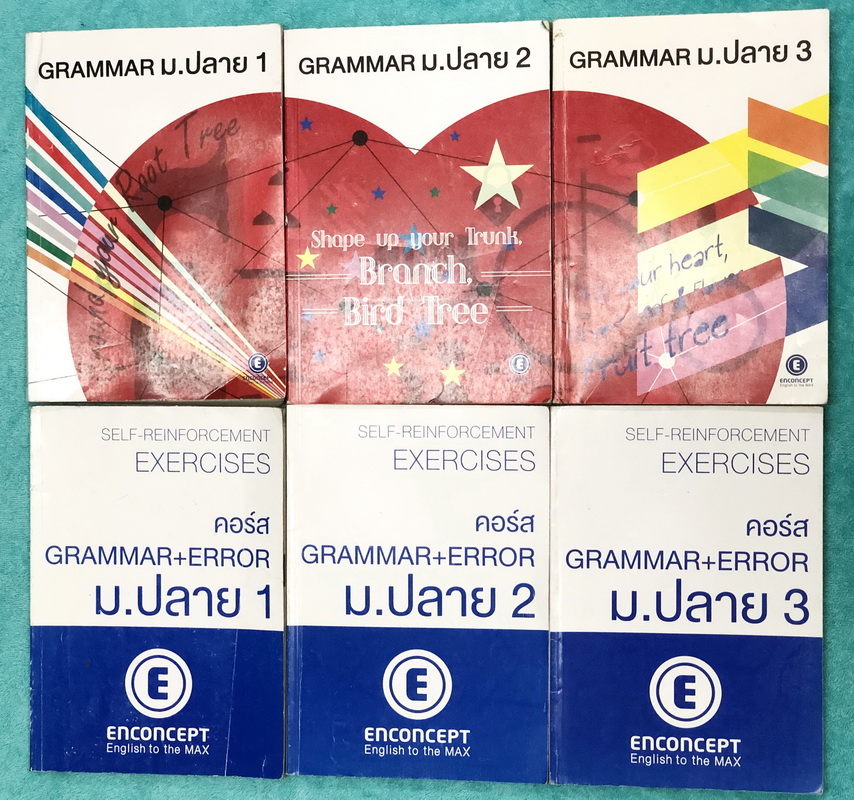 GRAMMAR ม.ปลาย 1
your Root Tree
E
ENCONCEPT
GRAMMAR ม.ปลาย 2
Shape up your Trunk,
Branch,
Bird Tree
E
GRAMMAR ม.ปลาย 3
your heart,
fruit tree
E
ENCONCEPT
English to the MAX
SELF-REINFORCEMENT
EXERCISES
คอร์ส
GRAMMAR+ERROR
ม.ปลาย 1
E
ENCONCEPT
English to the MAX
SELF-REINFORCEMENT
EXERCISES
คอร์ส
GRAMMAR+ERROR
ม.ปลาย 2
E
ENCONCEPT
English to the MAX
SELF-REINFORCEMENT
EXERCISES
คอร์ส
GRAMMAR+ERROR
ม.ปลาย 3
E
ENCONCEPT
English to the MAX